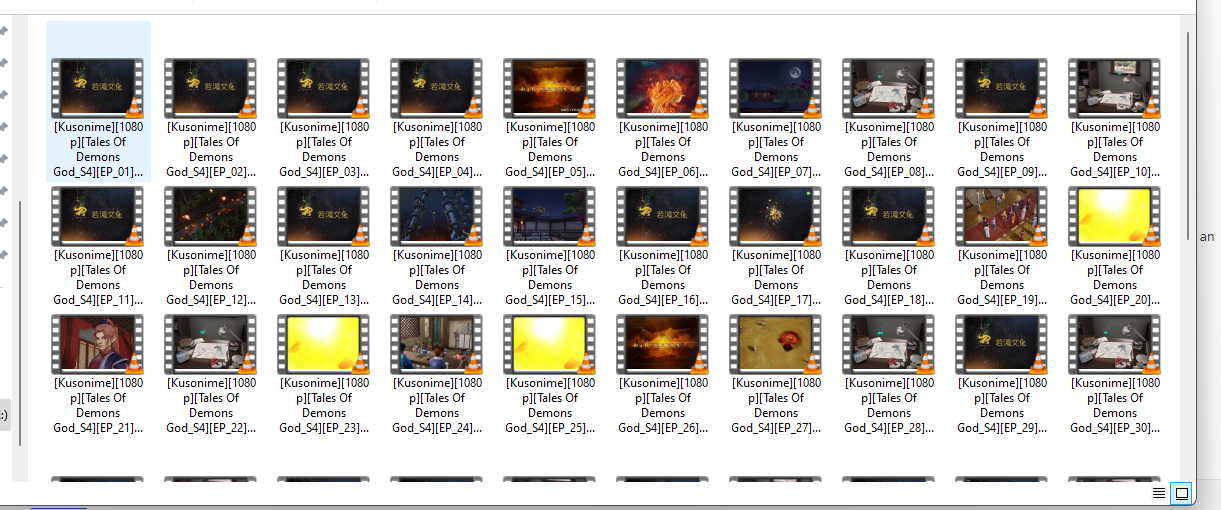 [Kusonime][1080p][Tales Of Demons God_S4][EP_01]...
[Kusonime][1080p][Tales Of Demons God_S4][EP_02]...
[Kusonime][1080p][Tales Of Demons God_S4][EP_03]...
[Kusonime][1080p][Tales Of Demons God_S4][EP_04]...
[Kusonime][1080p][Tales Of Demons God_S4][EP_05]...
[Kusonime][1080p][Tales Of Demons God_S4][EP_06]...
[Kusonime][1080p][Tales Of Demons God_S4][EP_07]...
[Kusonime][1080p][Tales Of Demons God_S4][EP_08]...
[Kusonime][1080p][Tales Of Demons God_S4][EP_09]...
[Kusonime][1080p][Tales Of Demons God_S4][EP_10]...
an
[Kusonime][1080p][Tales Of Demons God_S4][EP_11]...
[Kusonime][1080p][Tales Of Demons God_S4][EP_12]...
[Kusonime][1080p][Tales Of Demons God_S4][EP_13]...
[Kusonime][1080p][Tales Of Demons God_S4][EP_14]...
[Kusonime][1080p][Tales Of Demons God_S4][EP_15]...
[Kusonime][1080p][Tales Of Demons God_S4][EP_16]...
[Kusonime][1080p][Tales Of Demons God_S4][EP_17]...
[Kusonime][1080p][Tales Of Demons God_S4][EP_18]...
[Kusonime][1080p][Tales Of Demons God_S4][EP_19]...
[Kusonime][1080p][Tales Of Demons God_S4][EP_20]...
[Kusonime][1080p][Tales Of Demons God_S4][EP_21]...
[Kusonime][1080p][Tales Of Demons God_S4][EP_22]...
[Kusonime][1080p][Tales Of Demons God_S4][EP_23]...
[Kusonime][1080p][Tales Of Demons God_S4][EP_24]...
[Kusonime][1080p][Tales Of Demons God_S4][EP_25]...
[Kusonime][1080p][Tales Of Demons God_S4][EP_26]...
[Kusonime][1080p][Tales Of Demons God_S4][EP_27]...
[Kusonime][1080p][Tales Of Demons God_S4][EP_28]...
[Kusonime][1080p][Tales Of Demons God_S4][EP_29]...
[Kusonime][1080p][Tales Of Demons God_S4][EP_30]...
:)